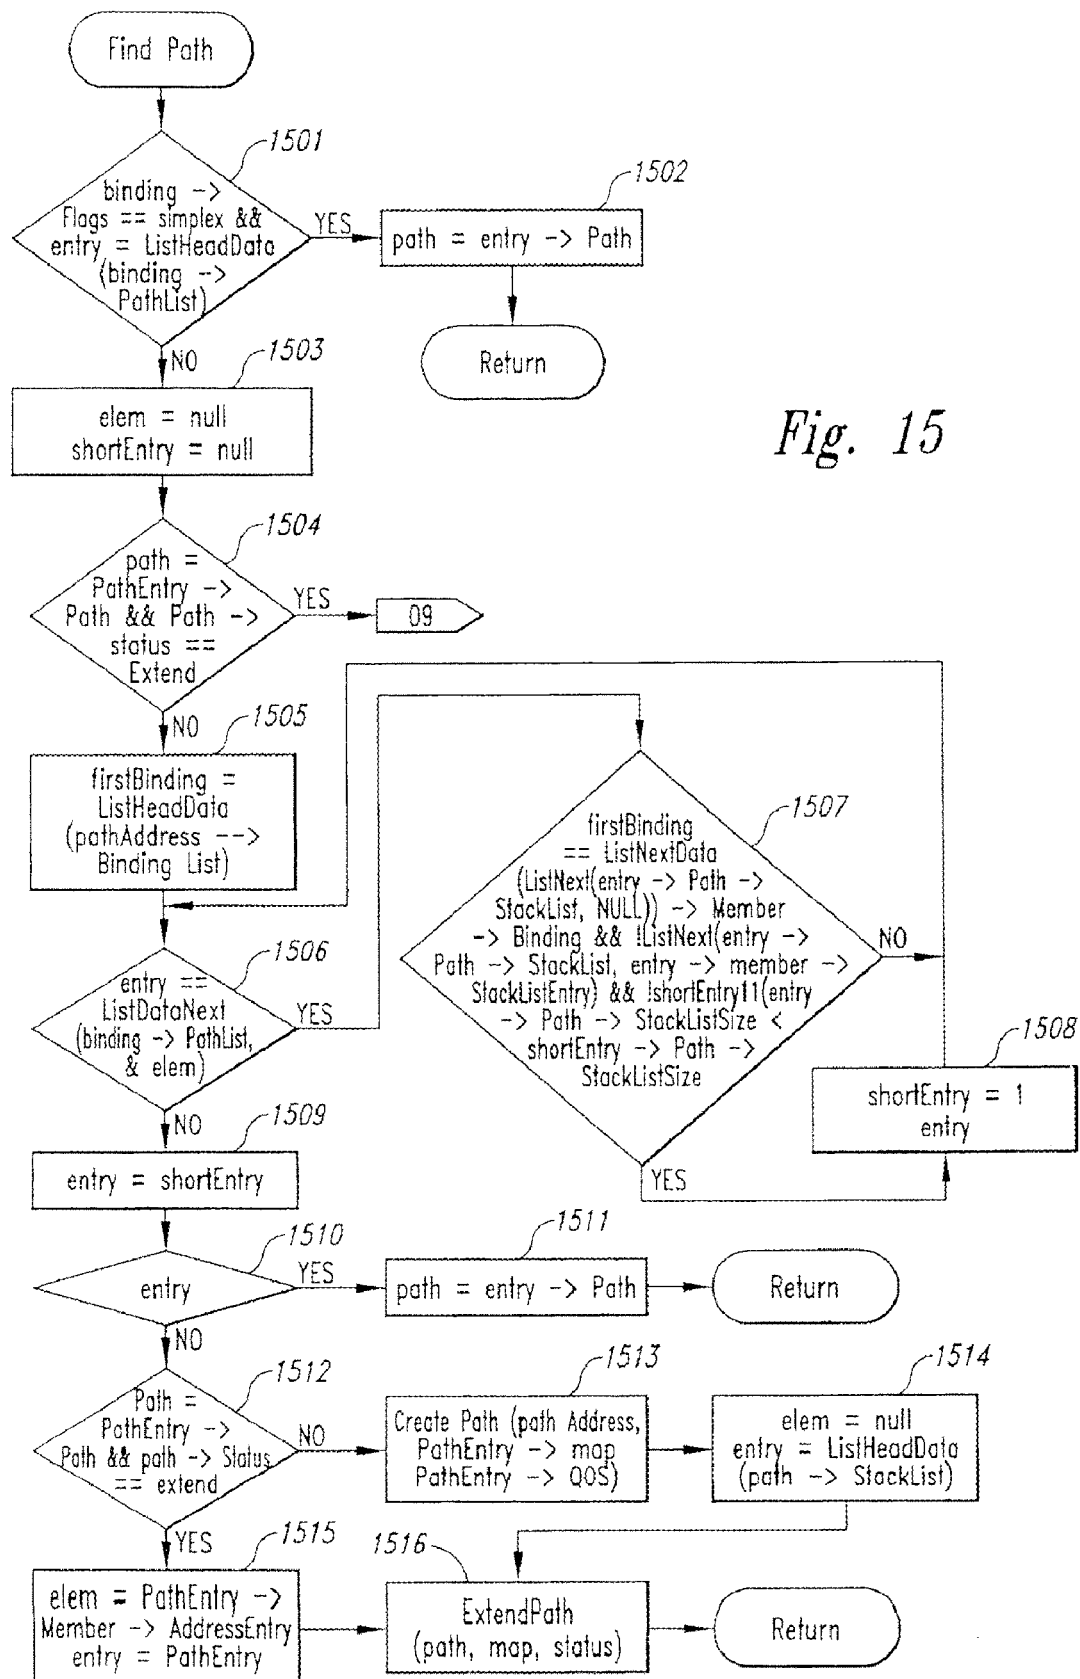 Find Path
1501
binding ->
Flags == simplex &&
entry = ListHeadData
(binding ->
PathList)
YES
1502
path = entry -> Path
Return
NO
1503
elem = null
shortEntry = null
Fig. 15
1504
path =
PathEntry ->
Path && Path ->
status ==
Extend
YES
09
NO
1505
firstBinding =
ListHeadData
(pathAddress -->
Binding List)
1506
entry ==
ListDataNext
(binding -> PathList,
& elem)
YES
1507
firstBinding
== ListNextData
(ListNext(entry -> Path ->
StackList, NULL)) -> Member
-> Binding && !ListNext(entry ->
Path -> StackList, entry -> member ->
StackListEntry) && !shortEntry11(entry
-> Path -> StackListSize <
shortEntry -> Path ->
StackListSize
NO
YES
1508
shortEntry = 1
entry
NO
1509
entry = shortEntry
1510
entry
YES
1511
path = entry -> Path
Return
NO
1512
Path =
PathEntry ->
Path && path -> Status
== extend
NO
1513
Create Path (path Address,
PathEntry -> map
PathEntry -> QOS)
1514
elem = null
entry = ListHeadData
(path -> StackList)
YES
1515
elem = PathEntry ->
Member -> AddressEntry
entry = PathEntry
1516
ExtendPath
(path, map, status)
Return